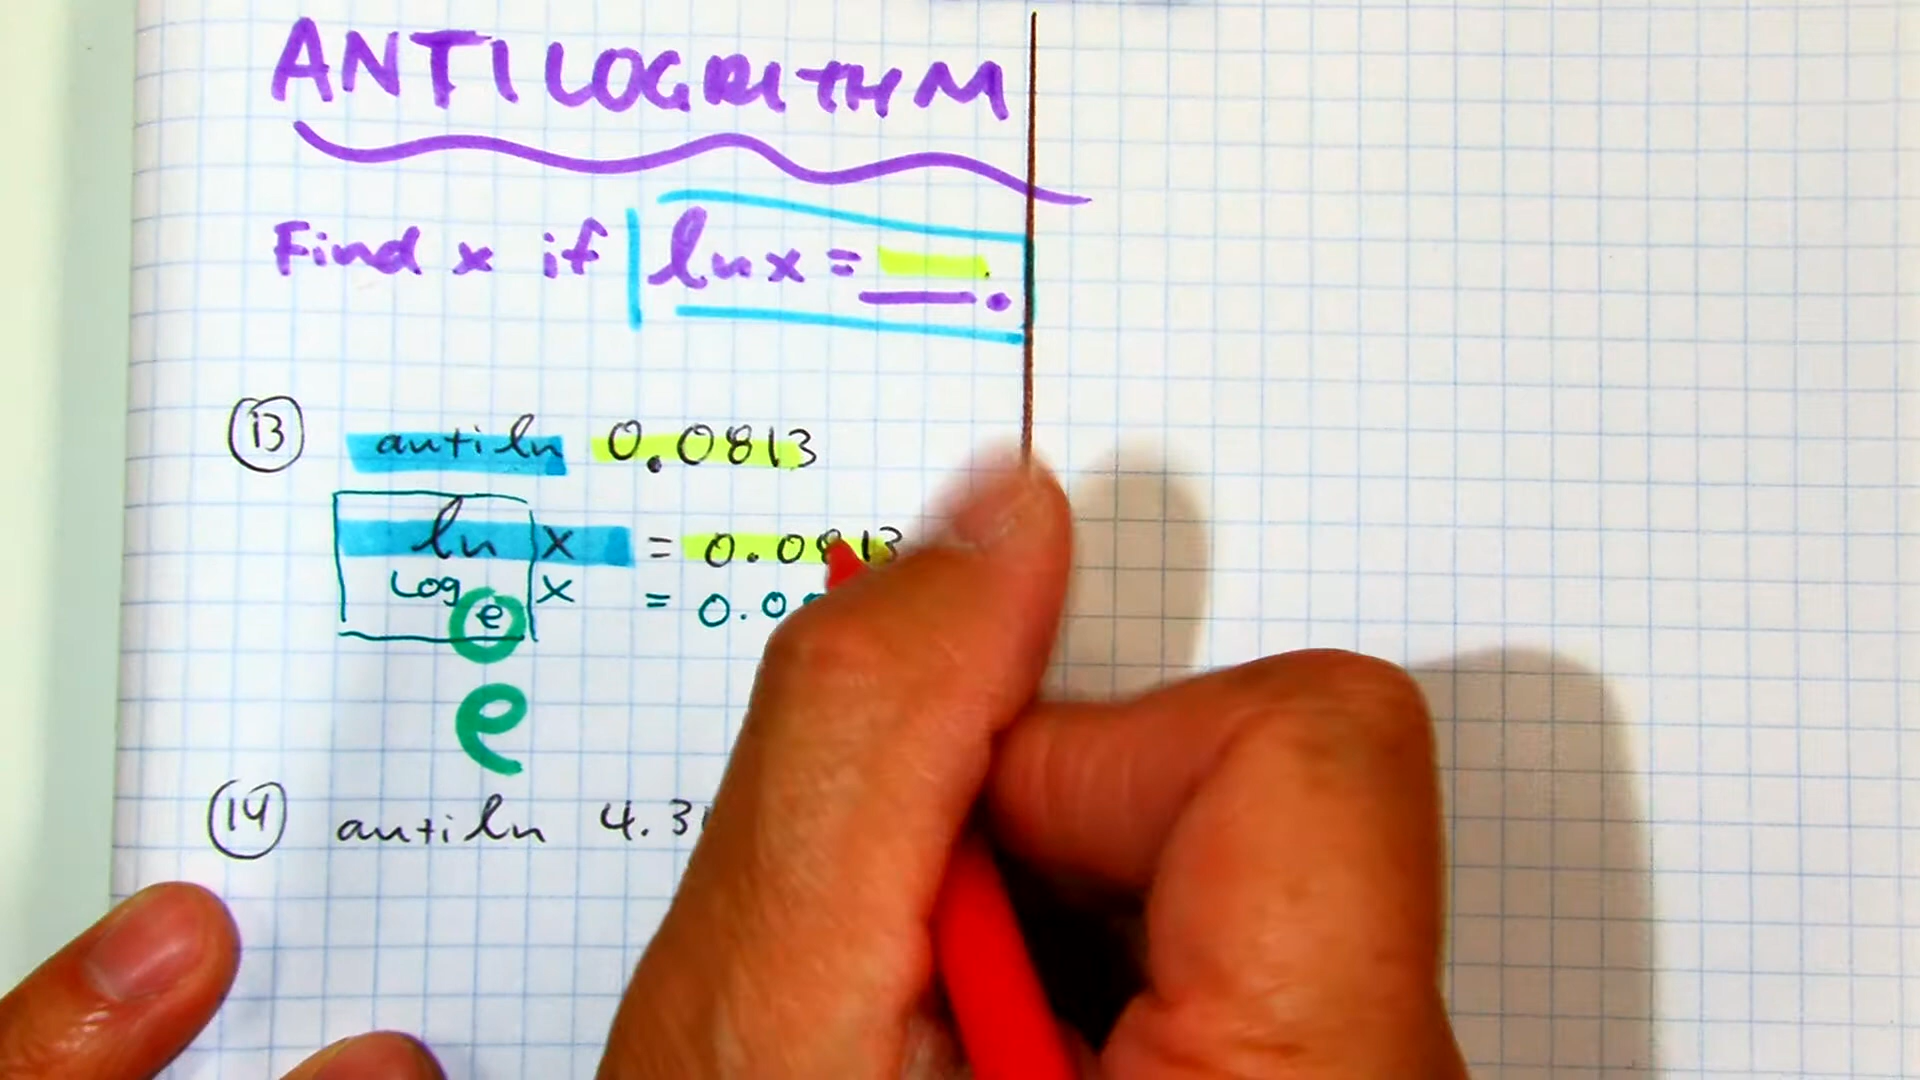 ANTILOGRITHM
Find x if ln x = .
13 antiln 0.0813
ln x = 0.0813
log e x = 0.0
e
14 antiln 4.3